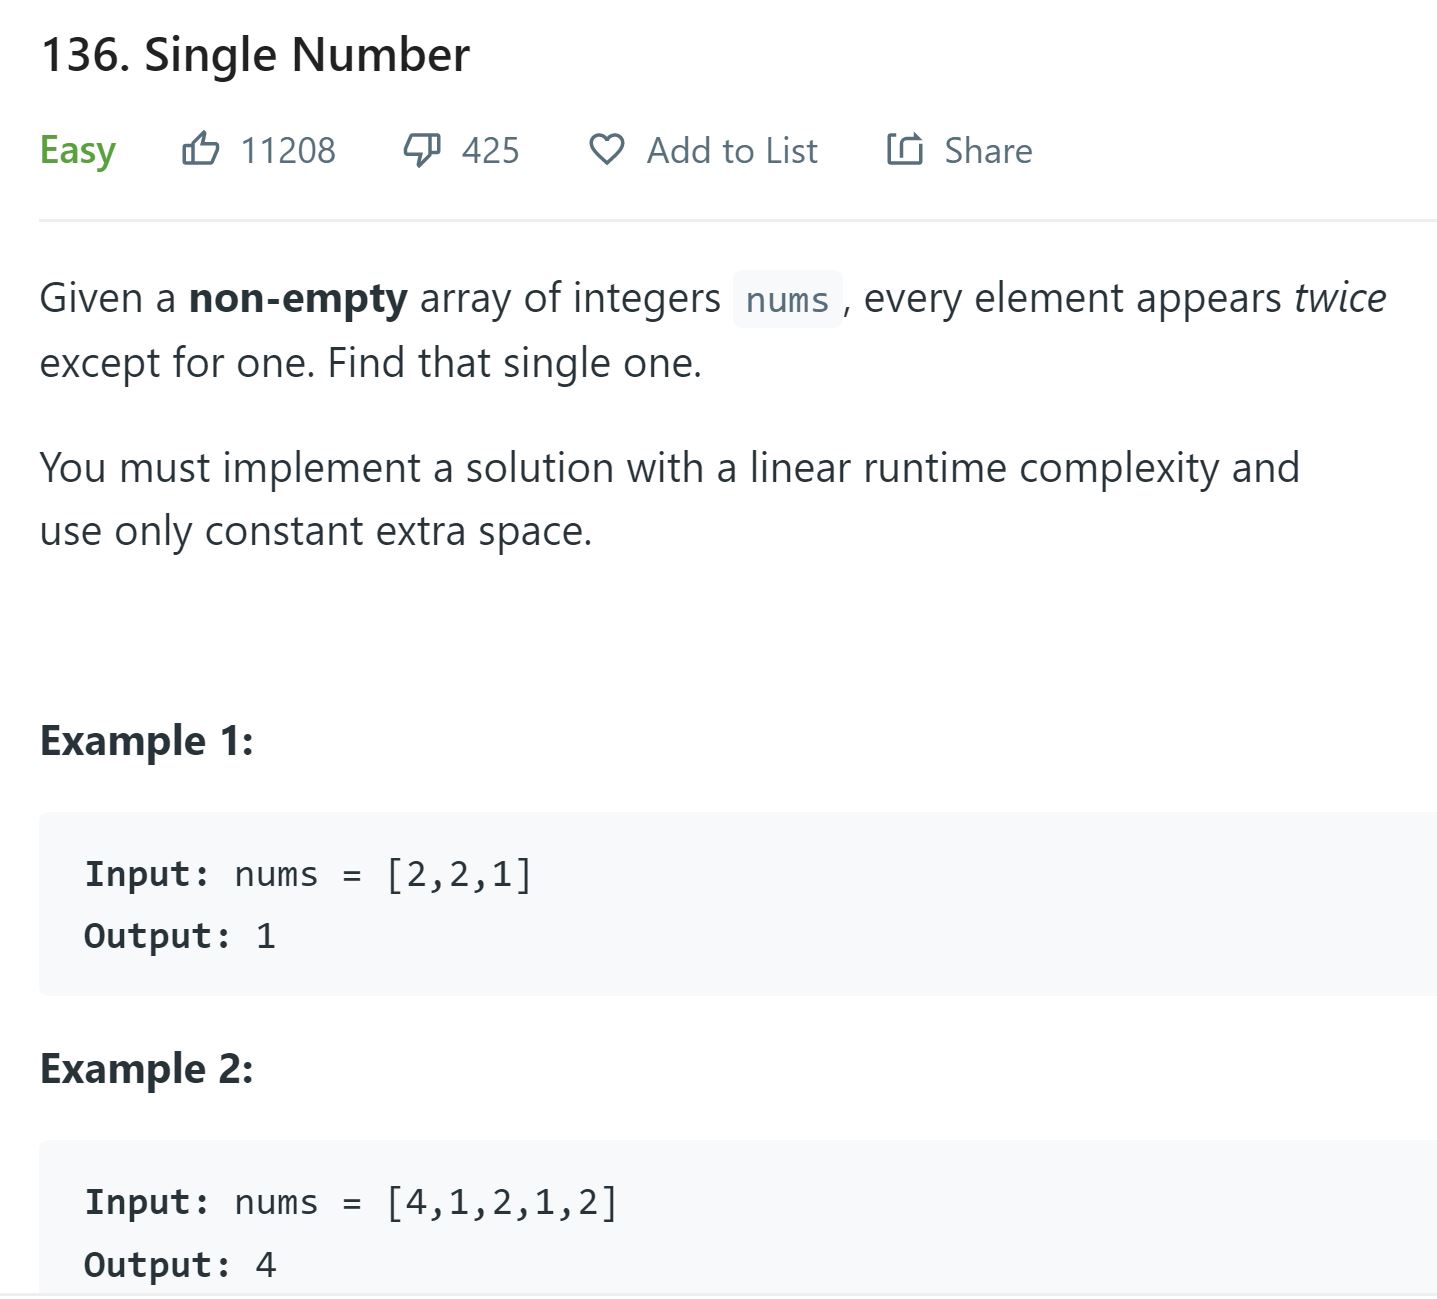 136. Single Number
Easy 11208 425 Add to List Share
Given a non-empty array of integers nums, every element appears twice
except for one. Find that single one.
You must implement a solution with a linear runtime complexity and
use only constant extra space.
Example 1:
Input: nums = [2,2,1]
Output: 1
Example 2:
Input: nums = [4,1,2,1,2]
Output: 4